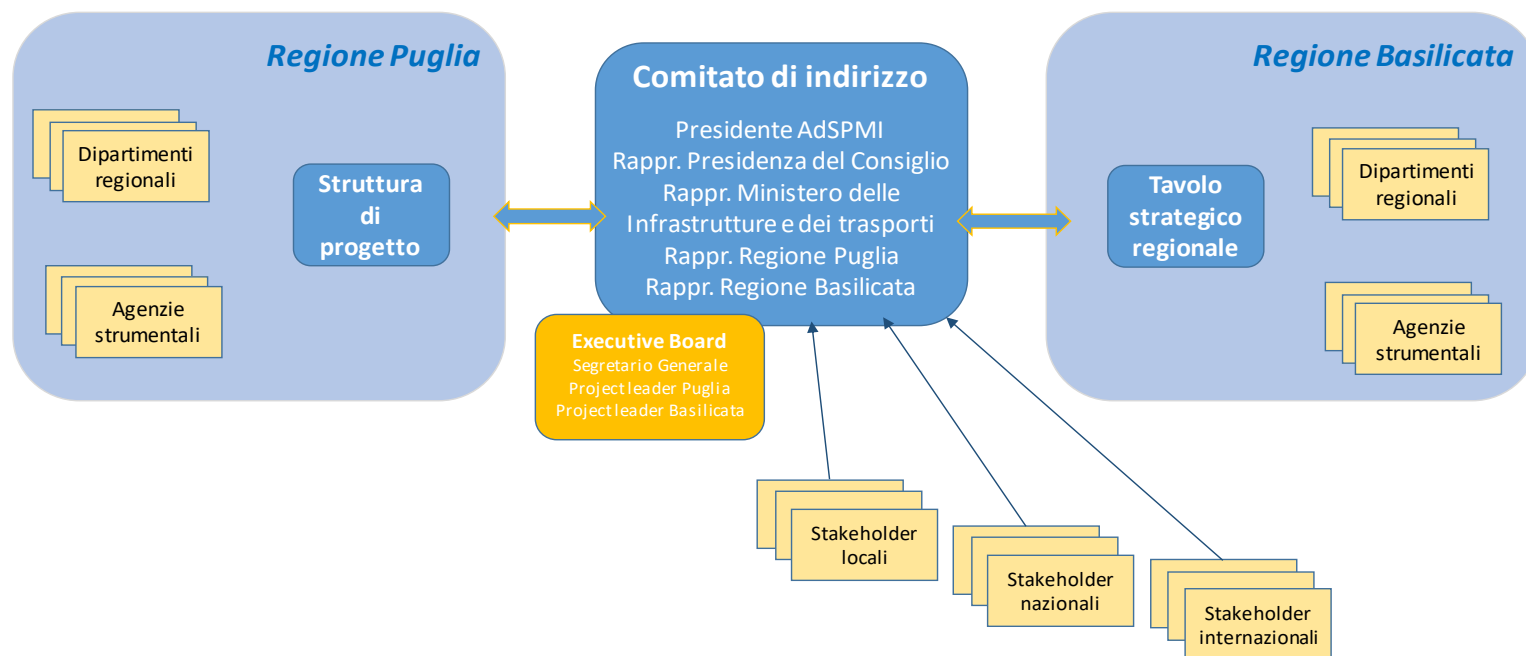 Regione Puglia
Dipartimenti
regionali
Struttura
di
progetto
Agenzie
strumentali
Comitato di indirizzo
Presidente AdSPMI
Rappr. Presidenza del Consiglio
Rappr. Ministero delle
Infrastrutture e dei trasporti
Rappr. Regione Puglia
Rappr. Regione Basilicata
Executive Board
Segretario Generale
Project leader Puglia
Project leader Basilicata
Regione Basilicata
Tavolo
strategico
regionale
Dipartimenti
regionali
Agenzie
strumentali
Stakeholder
locali
Stakeholder
nazionali
Stakeholder
internazionali